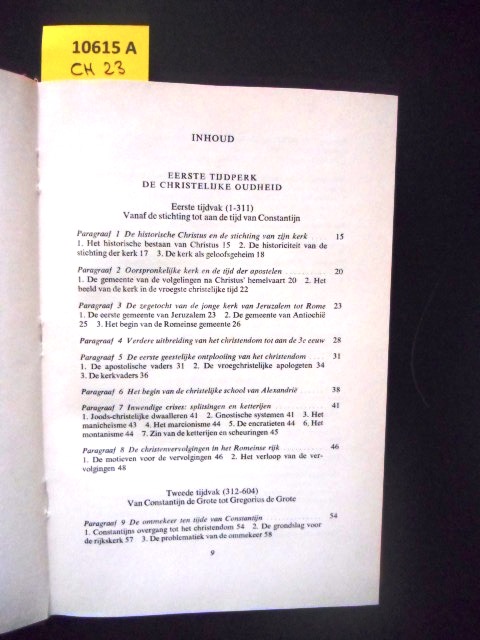 10615 A
CH 23
INHOUD
EERSTE TIJDPERK
DE CHRISTELIJKE OUDHEID
Eerste tijdvak (1-311)
Vanaf de stichting tot aan de tijd van Constantijn
Paragraaf 1 De historische Christus en de stichting van zijn kerk . . . . 15
1. Het historische bestaan van Christus 15 2. De historiciteit van de
stichting der kerk 17 3. De kerk als geloofsgeheim 18
Paragraaf 2 Oorspronkelijke kerk en de tijd der apostelen . . . . . . . . 20
1. De gemeente van de volgelingen na Christus' hemelvaart 20 2. Het
beeld van de kerk in de vroegste christelijke tijd 22
Paragraaf 3 De zegetocht van de jonge kerk van Jeruzalem tot Rome 23
1. De eerste gemeente van Jeruzalem 23 2. De gemeente van Antiochië
25 3. Het begin van de Romeinse gemeente 26
Paragraaf 4 Verdere uitbreiding van het christendom tot aan de 3e eeuw 28
Paragraaf 5 De eerste geestelijke ontplooiing van het christendom . . . . 31
1. De apostolische vaders 31 2. De vroegchristelijke apologeten 34
3. De kerkvaders 36
Paragraaf 6 Het begin van de christelijke school van Alexandrië . . . . 38
Paragraaf 7 Inwendige crises: splitsingen en ketterijen . . . . . . . . 41
1. Joods-christelijke dwaalleren 41 2. Gnostische systemen 41 3. Het
manicheïsme 43 4. Het marcionisme 44 5. De encratieten 44 6. Het
montanisme 44 7. Zin van de ketterijen en scheuringen 45
Paragraaf 8 De christenvervolgingen in het Romeinse rijk . . . . . . . . 46
1. De motieven voor de vervolgingen 46 2. Het verloop van de ver-
volgingen 48
Tweede tijdvak (312-604)
Van Constantijn de Grote tot Gregorius de Grote
Paragraaf 9 De ommekeer ten tijde van Constantijn . . . . . . . . 54
1. Constantijns overgang tot het christendom 54 2. De grondslag voor
de rijkskerk 57 3. De problematiek van de ommekeer 58
9